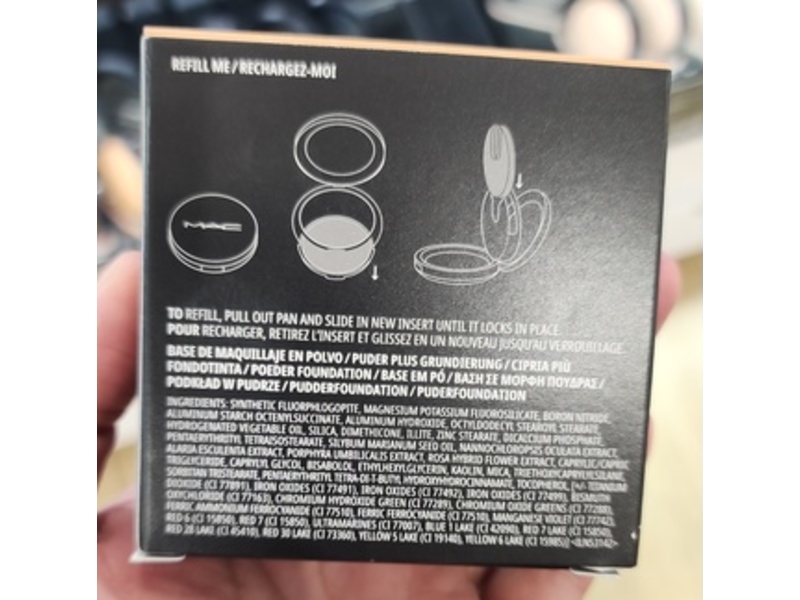 REFILL ME / RECHARGEZ-MOI
MAC
TO REFILL, PULL OUT PAN AND SLIDE IN NEW INSERT UNTIL IT LOCKS IN PLACE.
POUR RECHARGER, RETIREZ L'INSERT ET GLISSEZ EN UN NOUVEAU JUSQU'AU VERROUILLAGE.
BASE DE MAQUILLAJE EN POLVO / PUDER PLUS GRUNDIERUNG / CIPRIA PIÙ
FONDOTINTA / POEDER FOUNDATION / BASE EM PÓ / ΒΑΣΗ ΣΕ ΜΟΡΦΗ ΠΟΥΔΡΑΣ /
PODKŁAD W PUDRZE / PUDDERFOUNDATION / PUDERFOUNDATION
INGREDIENTS: SYNTHETIC FLUORPHLOGOPITE, MAGNESIUM POTASSIUM FLUOROSILICATE, BORON NITRIDE,
ALUMINUM STARCH OCTENYLSUCCINATE, ALUMINUM HYDROXIDE, OCTYLDODECYL STEAROYL STEARATE,
HYDROGENATED VEGETABLE OIL, SILICA, DIMETHICONE, ILLITE, ZINC STEARATE, DICALCIUM PHOSPHATE,
PENTAERYTHRITYL TETRAISOSTEARATE, SILYBUM MARIANUM SEED OIL, NANNOCHLOROPSIS OCULATA EXTRACT,
ALARIA ESCULENTA EXTRACT, PORPHYRA UMBILICALIS EXTRACT, ROSA HYBRID FLOWER EXTRACT, CAPRYLIC/CAPRIC
TRIGLYCERIDE, CAPRYLYL GLYCOL, BISABOLOL, ETHYLHEXYLGLYCERIN, KAOLIN, MICA, TRIETHOXYCAPRYLYLSILANE,
SORBITAN TRISTEARATE, PENTAERYTHRITYL TETRA-DI-T-BUTYL HYDROXYHYDROCINNAMATE, TOCOPHEROL, [+/- TITANIUM
DIOXIDE (CI 77891), IRON OXIDES (CI 77491), IRON OXIDES (CI 77492), IRON OXIDES (CI 77499), BISMUTH
OXYCHLORIDE (CI 77163), CHROMIUM HYDROXIDE GREEN (CI 77289), CHROMIUM OXIDE GREENS (CI 77288),
FERRIC AMMONIUM FERROCYANIDE (CI 77510), FERRIC FERROCYANIDE (CI 77510), MANGANESE VIOLET (CI 77742),
RED 6 (CI 15850), RED 7 (CI 15850), ULTRAMARINES (CI 77007), BLUE 1 LAKE (CI 42090), RED 7 LAKE (CI 15850),
RED 28 LAKE (CI 45410), RED 30 LAKE (CI 73360), YELLOW 5 LAKE (CI 19140), YELLOW 6 LAKE (CI 15985)] <ILN53142>